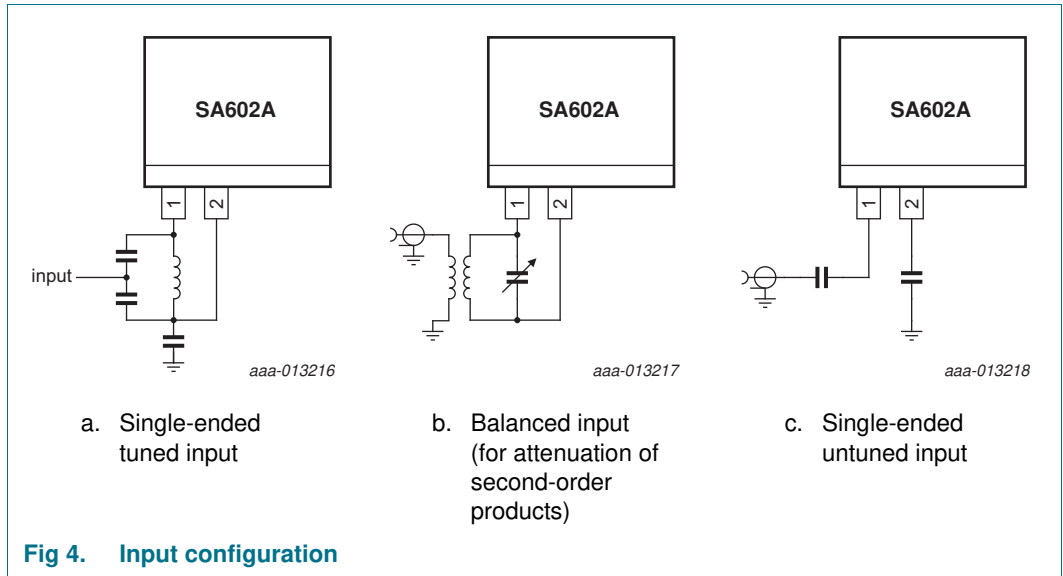 SA602A
1
2
input
aaa-013216
a. Single-ended
tuned input
SA602A
1
2
aaa-013217
b. Balanced input
(for attenuation of
second-order
products)
SA602A
1
2
aaa-013218
c. Single-ended
untuned input
Fig 4. Input configuration